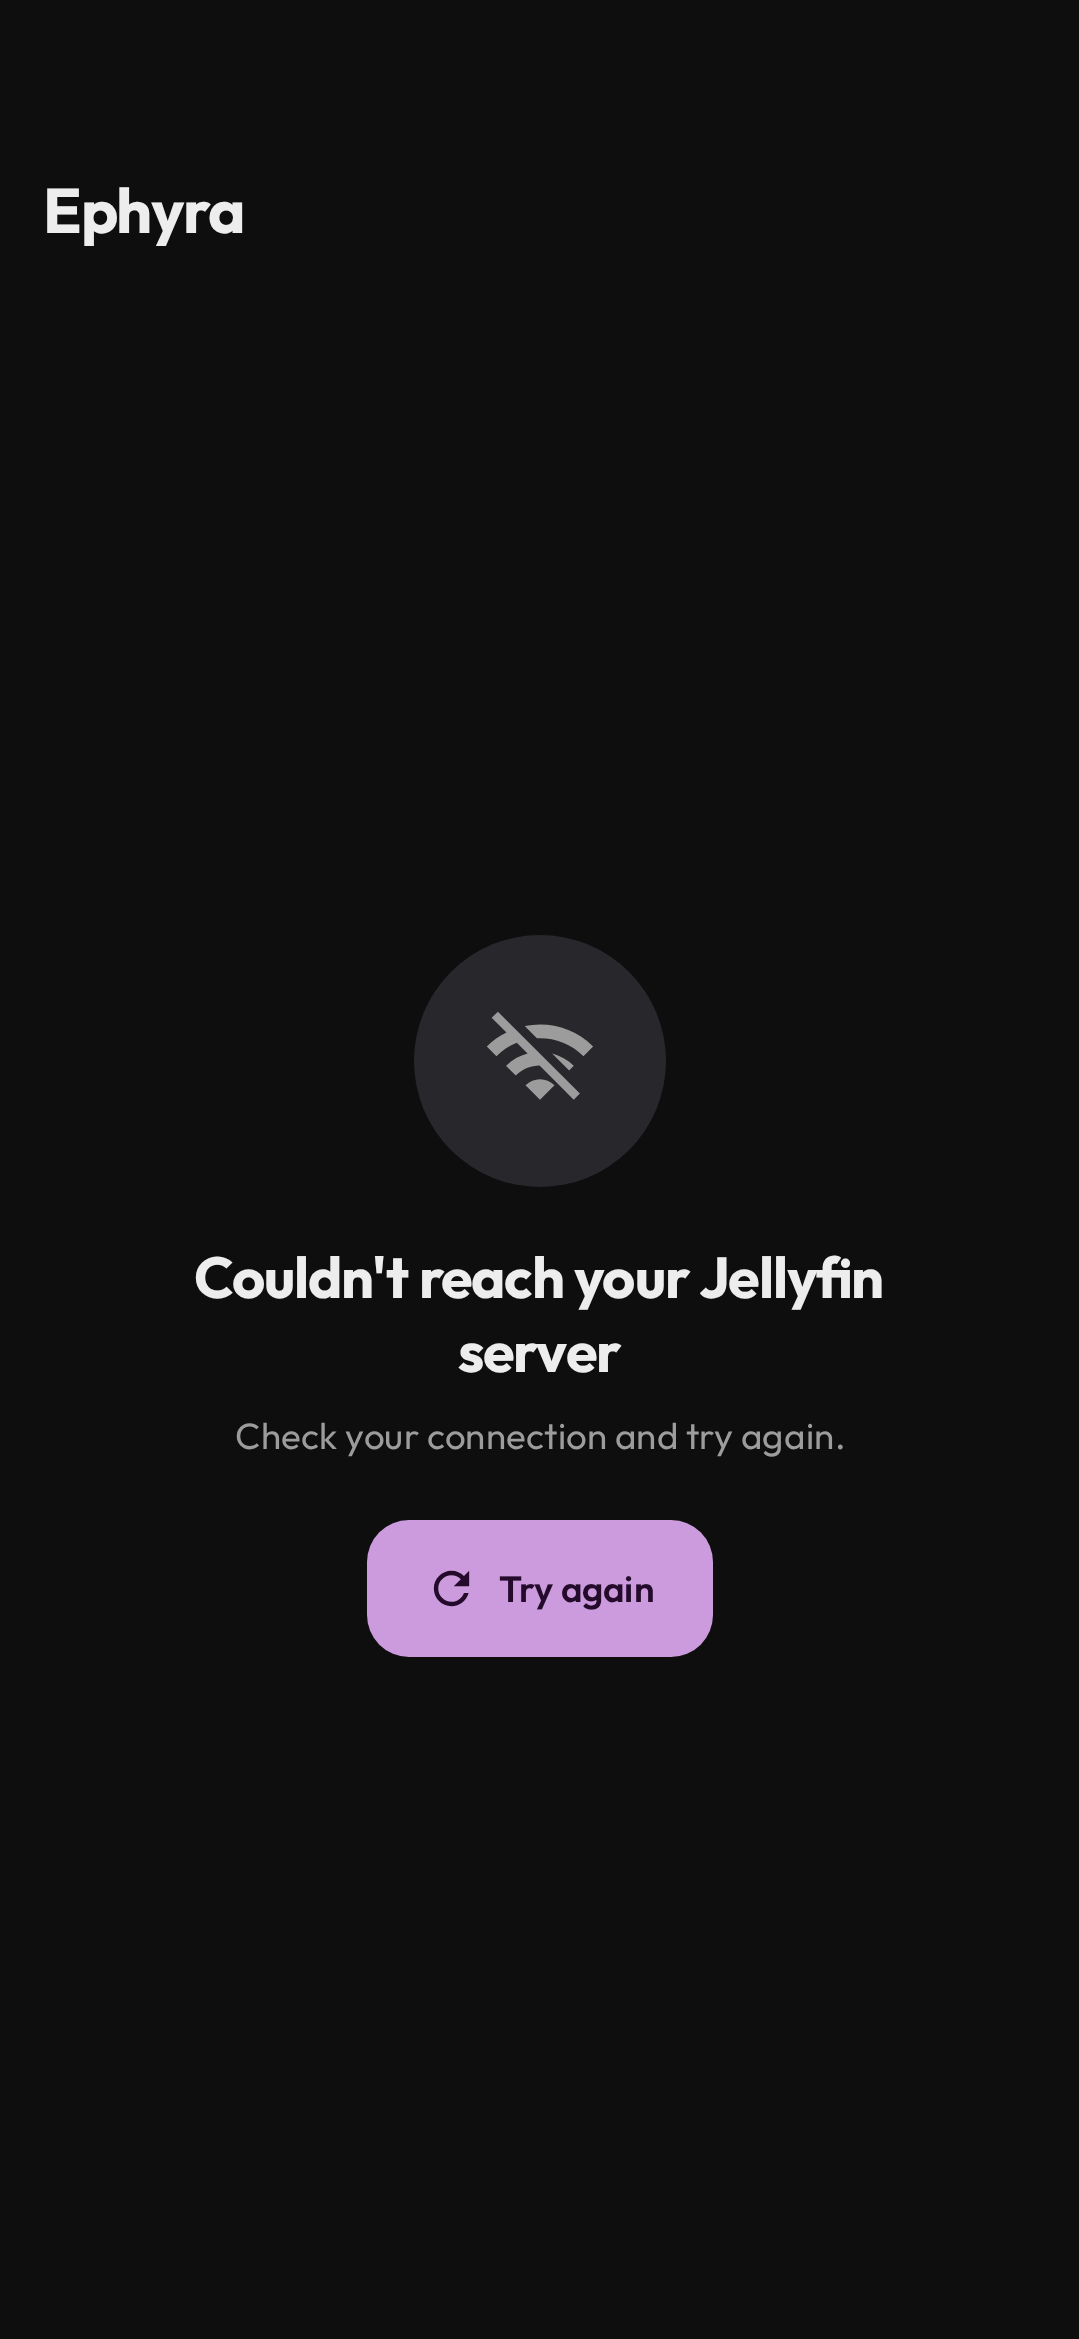 Ephyra
Couldn't reach your Jellyfin
server
Check your connection and try again.
Try again